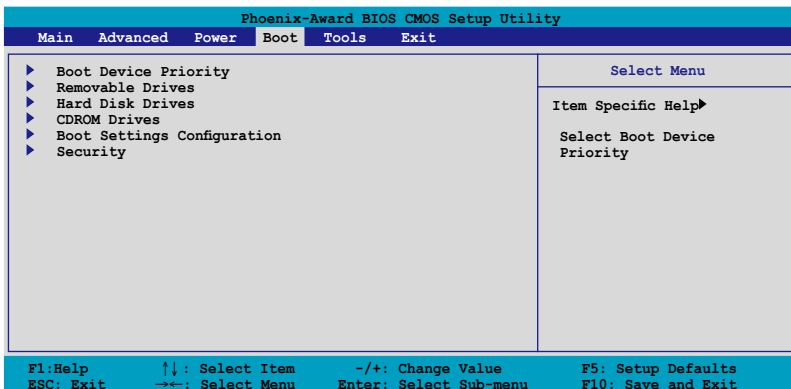 Phoenix-Award BIOS CMOS Setup Utility
Main Advanced Power Boot Tools Exit
Boot Device Priority
Removable Drives
Hard Disk Drives
CDROM Drives
Boot Settings Configuration
Security
Select Menu
Item Specific Help
Select Boot Device
Priority
F1:Help ↑↓: Select Item -/+: Change Value F5: Setup Defaults
ESC: Exit →←: Select Menu Enter: Select Sub-menu F10: Save and Exit